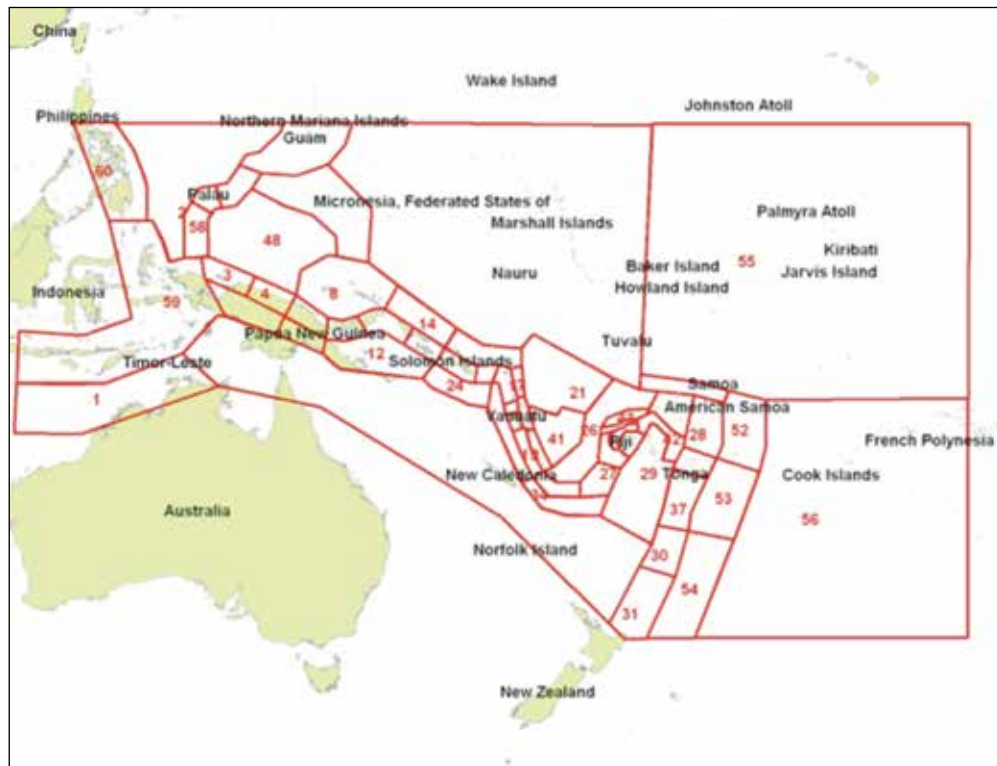 China
Wake Island
Johnston Atoll
Philippines
Northern Mariana Islands
Guam
60
Palau
Micronesia, Federated States of
2
58
Marshall Islands
Palmyra Atoll
48
Kiribati
55
Nauru
Baker Island
Jarvis Island
3
Indonesia
59
4
8
Howland Island
14
Papua New Guinea
Tuvalu
12
Timor-Leste
Solomon Islands
24
Samoa
1
21
American Samoa
Vanuatu
41
26
Fiji
42
28
52
French Polynesia
New Caledonia
27
29
Tonga
Cook Islands
53
37
Australia
56
Norfolk Island
30
54
31
New Zealand